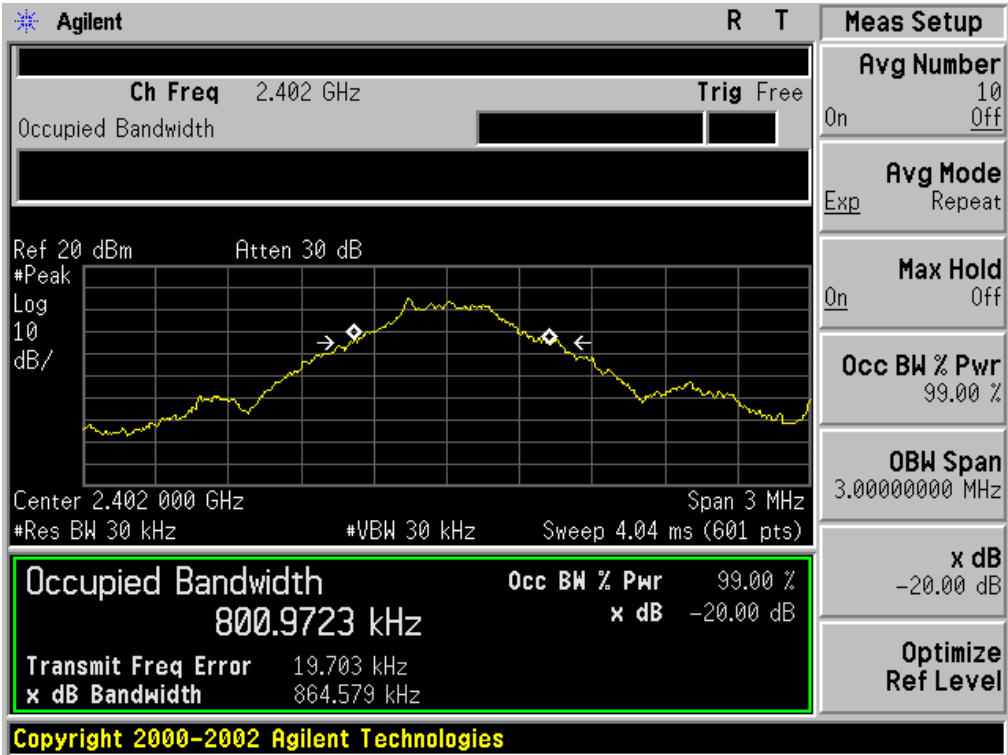 Agilent R T
Ch Freq 2.402 GHz Trig Free
Occupied Bandwidth
Ref 20 dBm Atten 30 dB
#Peak
Log
10
dB/
Center 2.402 000 GHz Span 3 MHz
#Res BW 30 kHz #VBW 30 kHz Sweep 4.04 ms (601 pts)
Occupied Bandwidth
800.9723 kHz
Occ BW % Pwr 99.00 %
x dB -20.00 dB
Transmit Freq Error 19.703 kHz
x dB Bandwidth 864.579 kHz
Copyright 2000-2002 Agilent Technologies
Meas Setup
Avg Number
10
On Off
Avg Mode
Exp Repeat
Max Hold
On Off
Occ BW % Pwr
99.00 %
OBW Span
3.00000000 MHz
x dB
-20.00 dB
Optimize
Ref Level